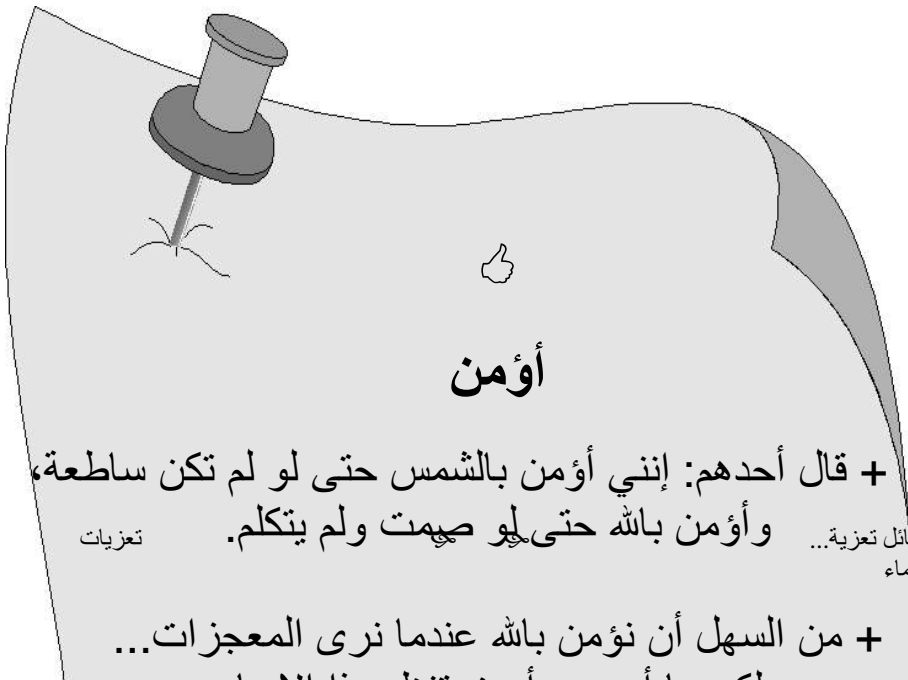 أؤمن
+ قال أحدهم: إنني أؤمن بالشمس حتى لو لم تكن ساطعة،
وأؤمن بالله حتى لو صمت ولم يتكلم.
تعزية...
تعزيات
+ من السهل أن نؤمن بالله عندما نرى المعجزات...